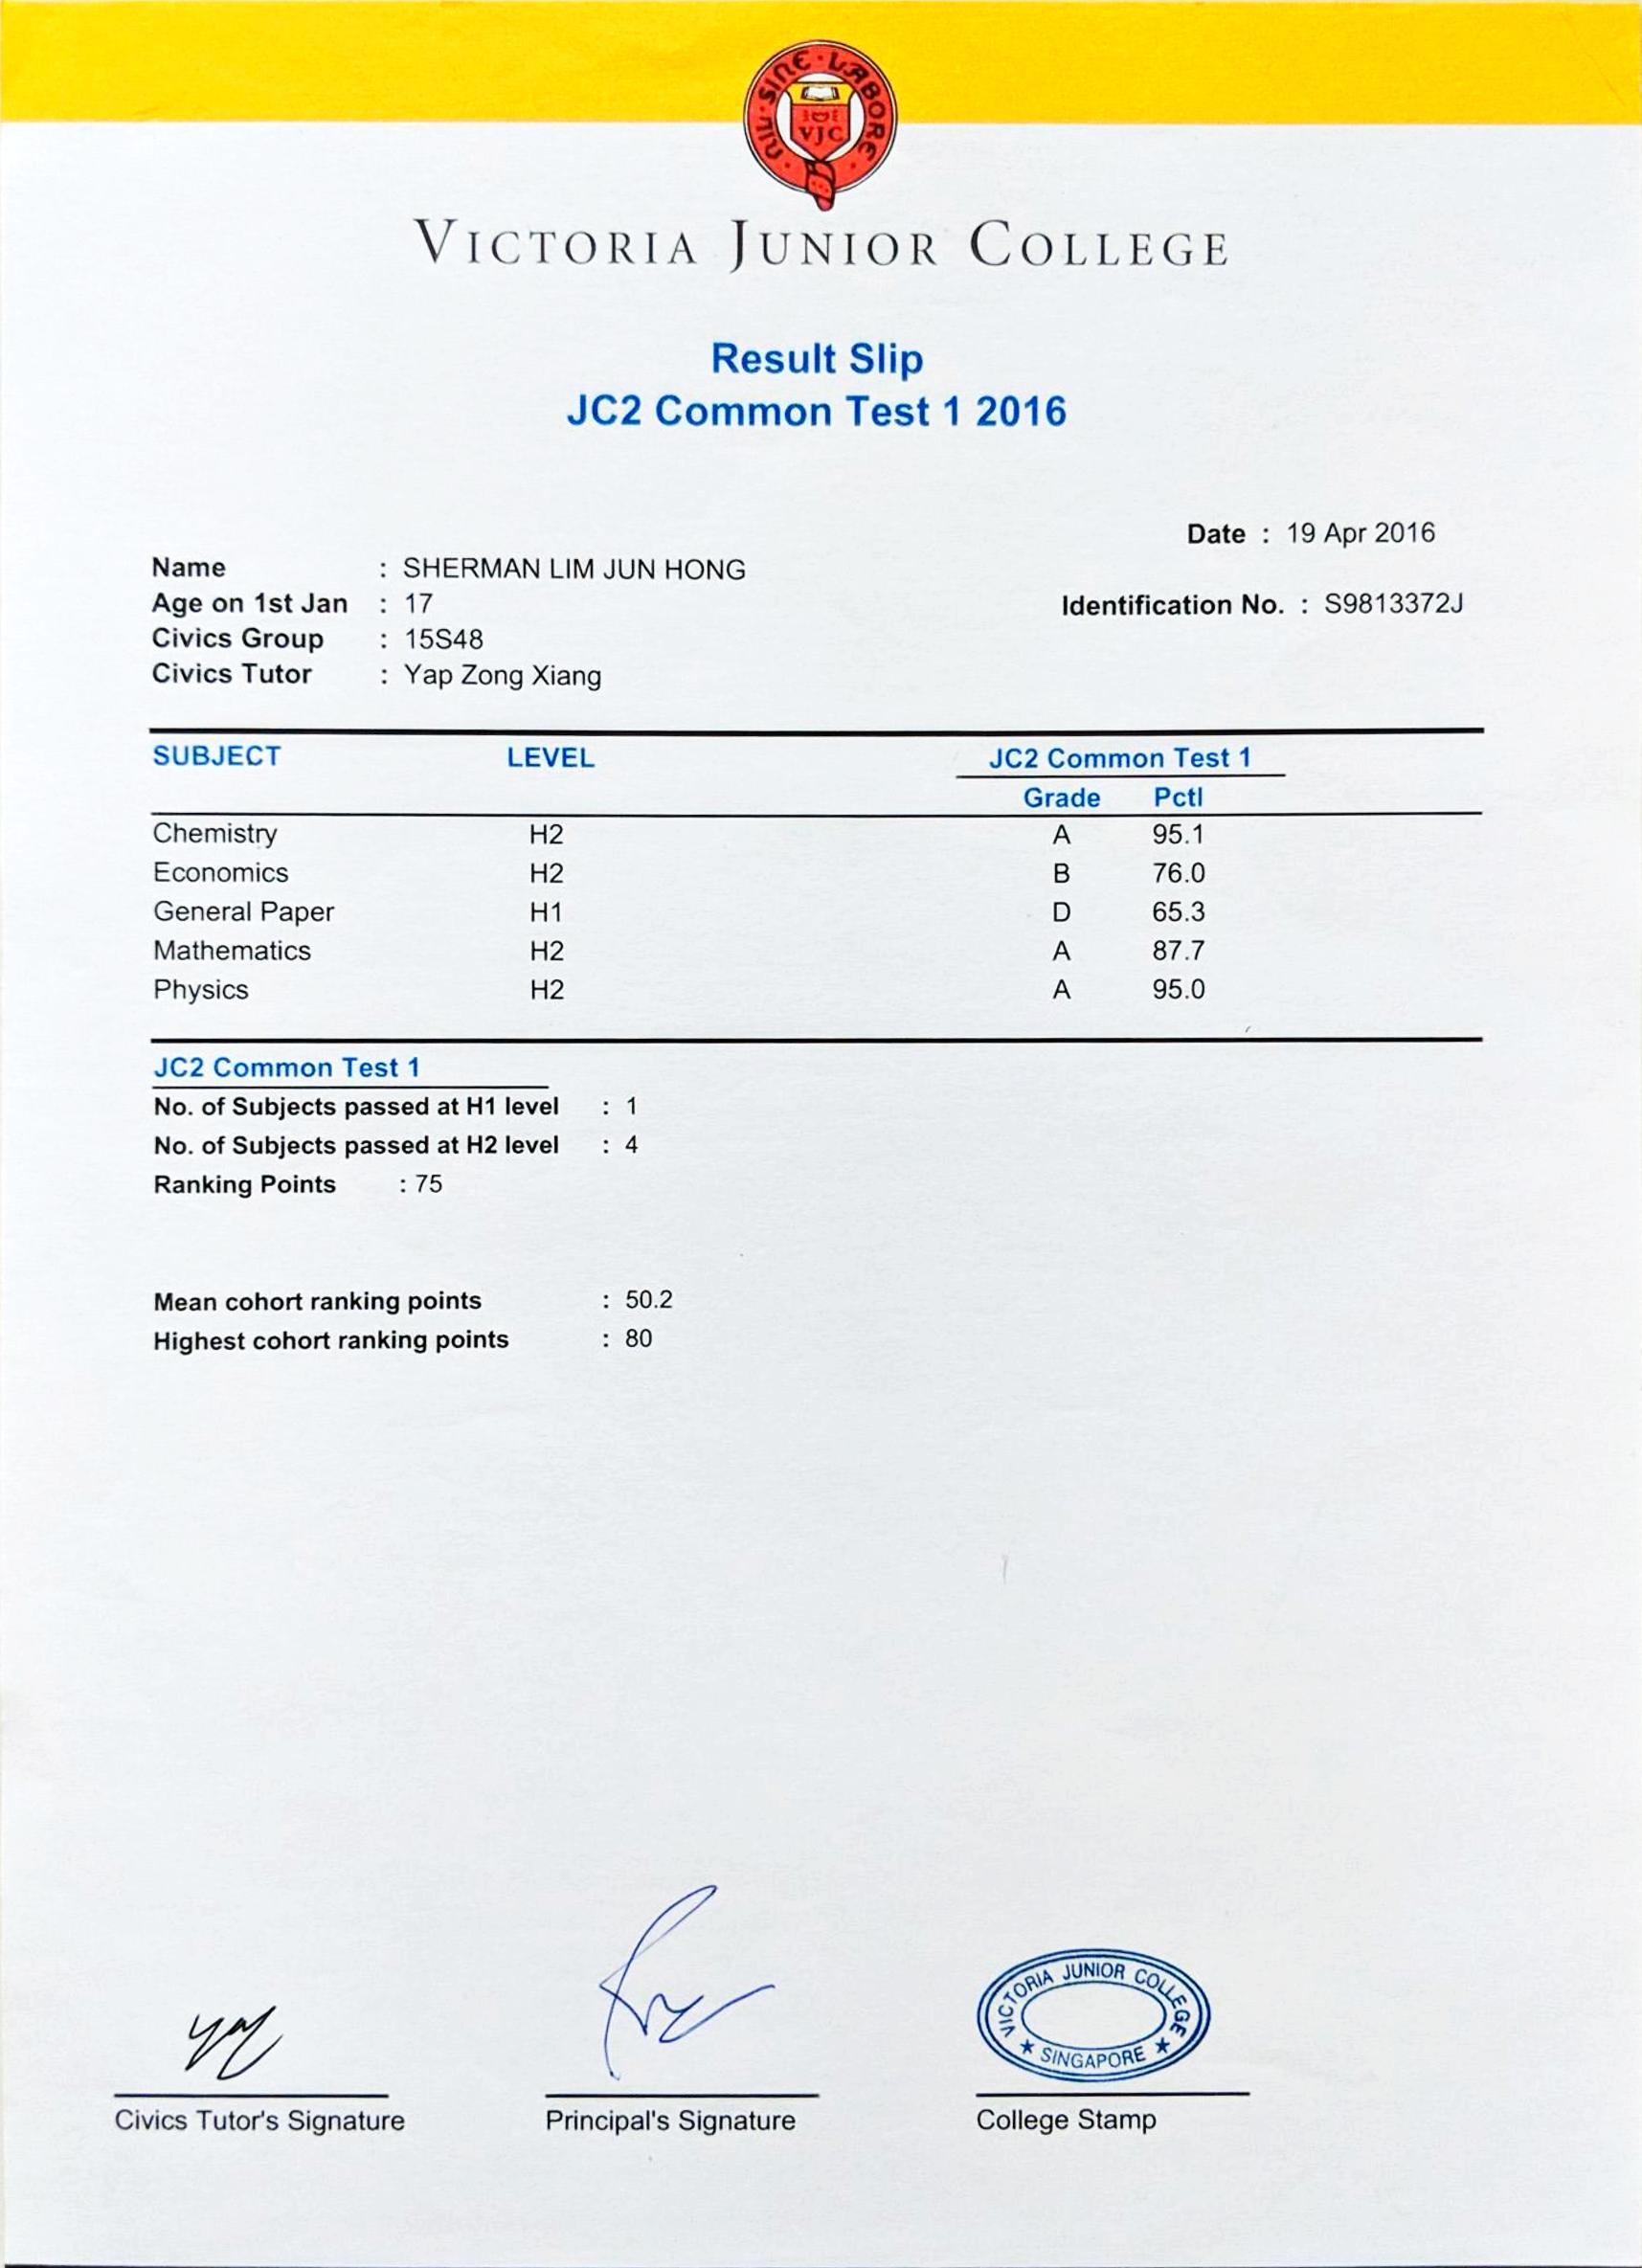 NIL·SINE·LABORE·
VJC
VICTORIA JUNIOR COLLEGE
Result Slip
JC2 Common Test 1 2016
Date : 19 Apr 2016
Name : SHERMAN LIM JUN HONG
Age on 1st Jan : 17
Identification No. : S9813372J
Civics Group : 15S48
Civics Tutor : Yap Zong Xiang
SUBJECT LEVEL JC2 Common Test 1
Grade Pctl
Chemistry H2 A 95.1
Economics H2 B 76.0
General Paper H1 D 65.3
Mathematics H2 A 87.7
Physics H2 A 95.0
JC2 Common Test 1
No. of Subjects passed at H1 level : 1
No. of Subjects passed at H2 level : 4
Ranking Points : 75
Mean cohort ranking points : 50.2
Highest cohort ranking points : 80
VICTORIA JUNIOR COLLEGE
★ SINGAPORE ★
Civics Tutor's Signature Principal's Signature College Stamp